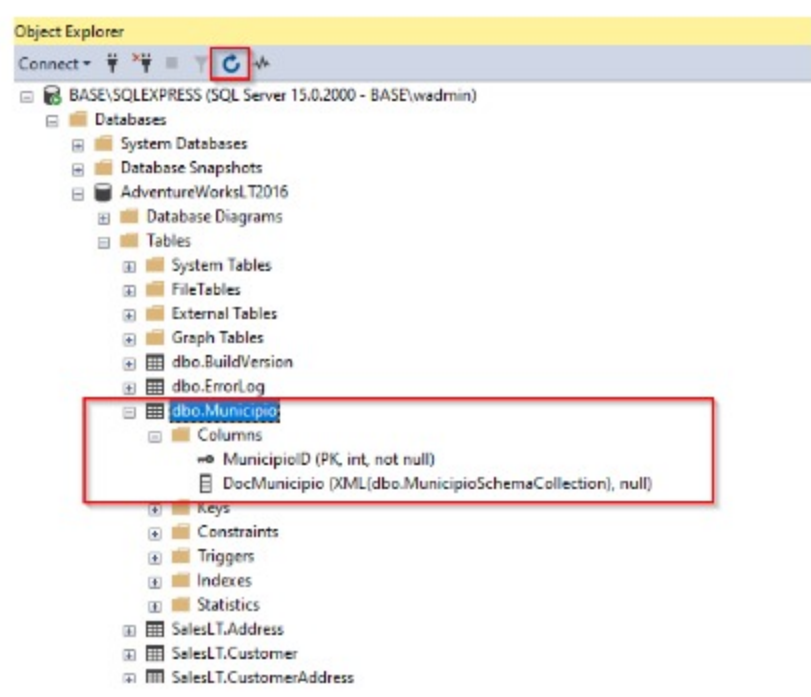 Object Explorer
Connect
BASE\SQLEXPRESS (SQL Server 15.0.2000 - BASE\wadmin)
Databases
System Databases
Database Snapshots
AdventureWorksLT2016
Database Diagrams
Tables
System Tables
FileTables
External Tables
Graph Tables
dbo.BuildVersion
dbo.ErrorLog
dbo.Municipio
Columns
MunicipioID (PK, int, not null)
DocMunicipio (XML(dbo.MunicipioSchemaCollection), null)
Keys
Constraints
Triggers
Indexes
Statistics
SalesLT.Address
SalesLT.Customer
SalesLT.CustomerAddress